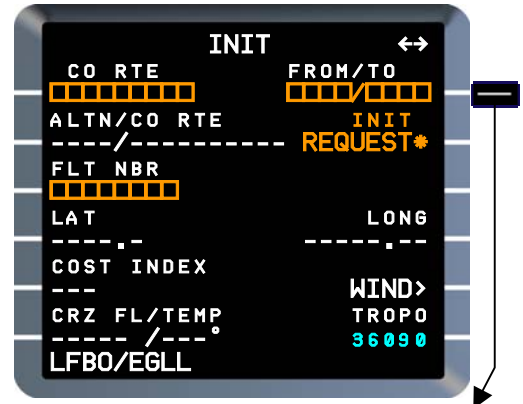 INIT ↔
CO RTE FROM/TO
□□□□□□□□□□ □□□□/□□□□
ALTN/CO RTE INIT
----/---------- REQUEST*
FLT NBR
□□□□□□□□
LAT LONG
----.- -----.--
COST INDEX
--- WIND>
CRZ FL/TEMP TROPO
----- /---° 36090
LFBO/EGLL